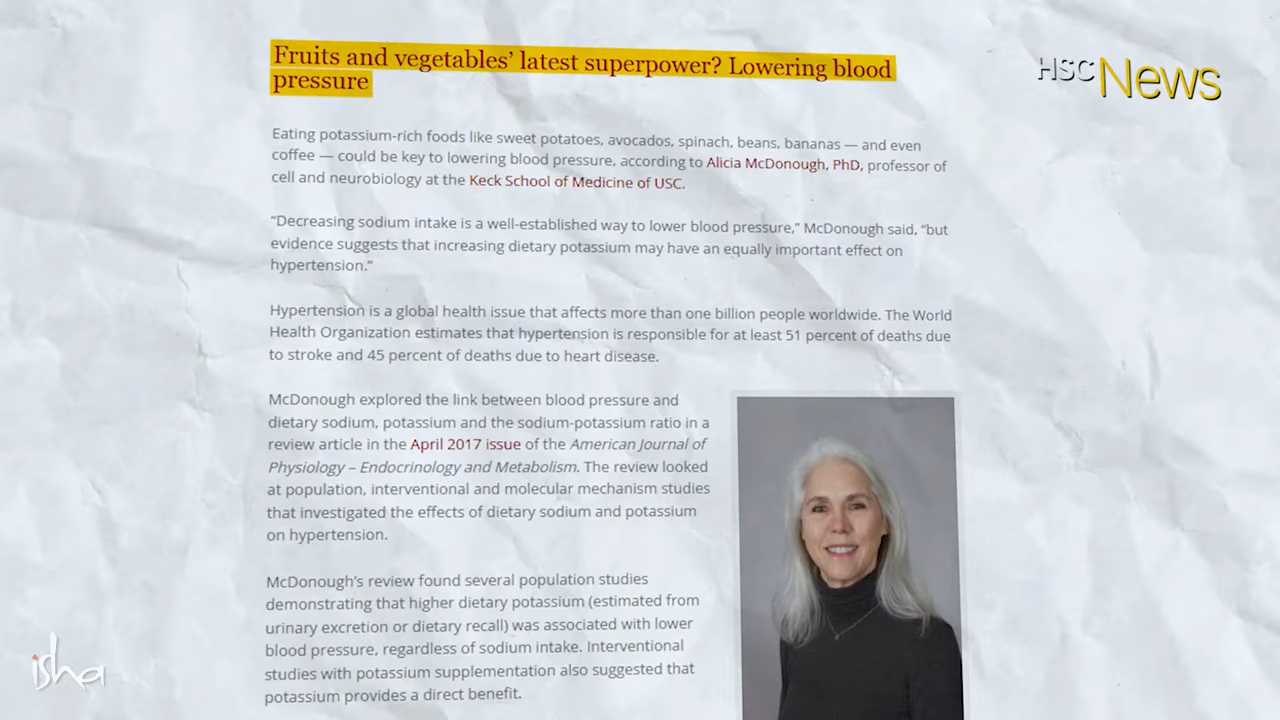 Fruits and vegetables’ latest superpower? Lowering blood
pressure
HSC News
Eating potassium-rich foods like sweet potatoes, avocados, spinach, beans, bananas — and even
coffee — could be key to lowering blood pressure, according to Alicia McDonough, PhD, professor of
cell and neurobiology at the Keck School of Medicine of USC.
“Decreasing sodium intake is a well-established way to lower blood pressure,” McDonough said, “but
evidence suggests that increasing dietary potassium may have an equally important effect on
hypertension.”
Hypertension is a global health issue that affects more than one billion people worldwide. The World
Health Organization estimates that hypertension is responsible for at least 51 percent of deaths due
to stroke and 45 percent of deaths due to heart disease.
McDonough explored the link between blood pressure and
dietary sodium, potassium and the sodium-potassium ratio in a
review article in the April 2017 issue of the American Journal of
Physiology – Endocrinology and Metabolism. The review looked
at population, interventional and molecular mechanism studies
that investigated the effects of dietary sodium and potassium
on hypertension.
McDonough’s review found several population studies
demonstrating that higher dietary potassium (estimated from
urinary excretion or dietary recall) was associated with lower
blood pressure, regardless of sodium intake. Interventional
studies with potassium supplementation also suggested that
potassium provides a direct benefit.
isha